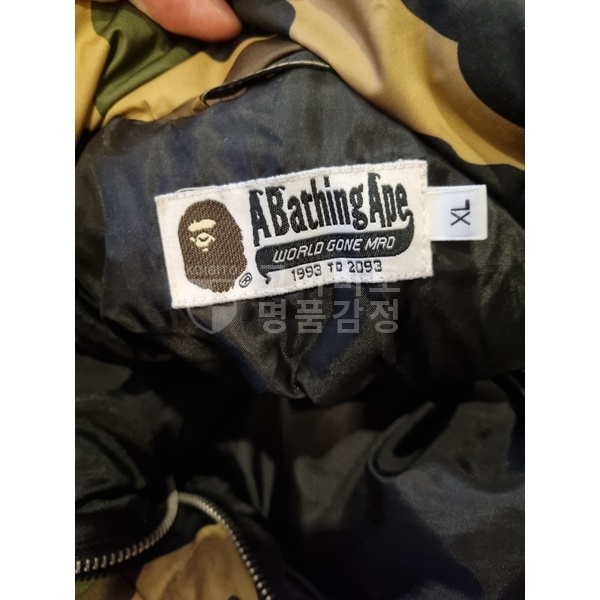 A Bathing Ape
XL
WORLD GONE MAD
®
1993 TO 2093
명품감정